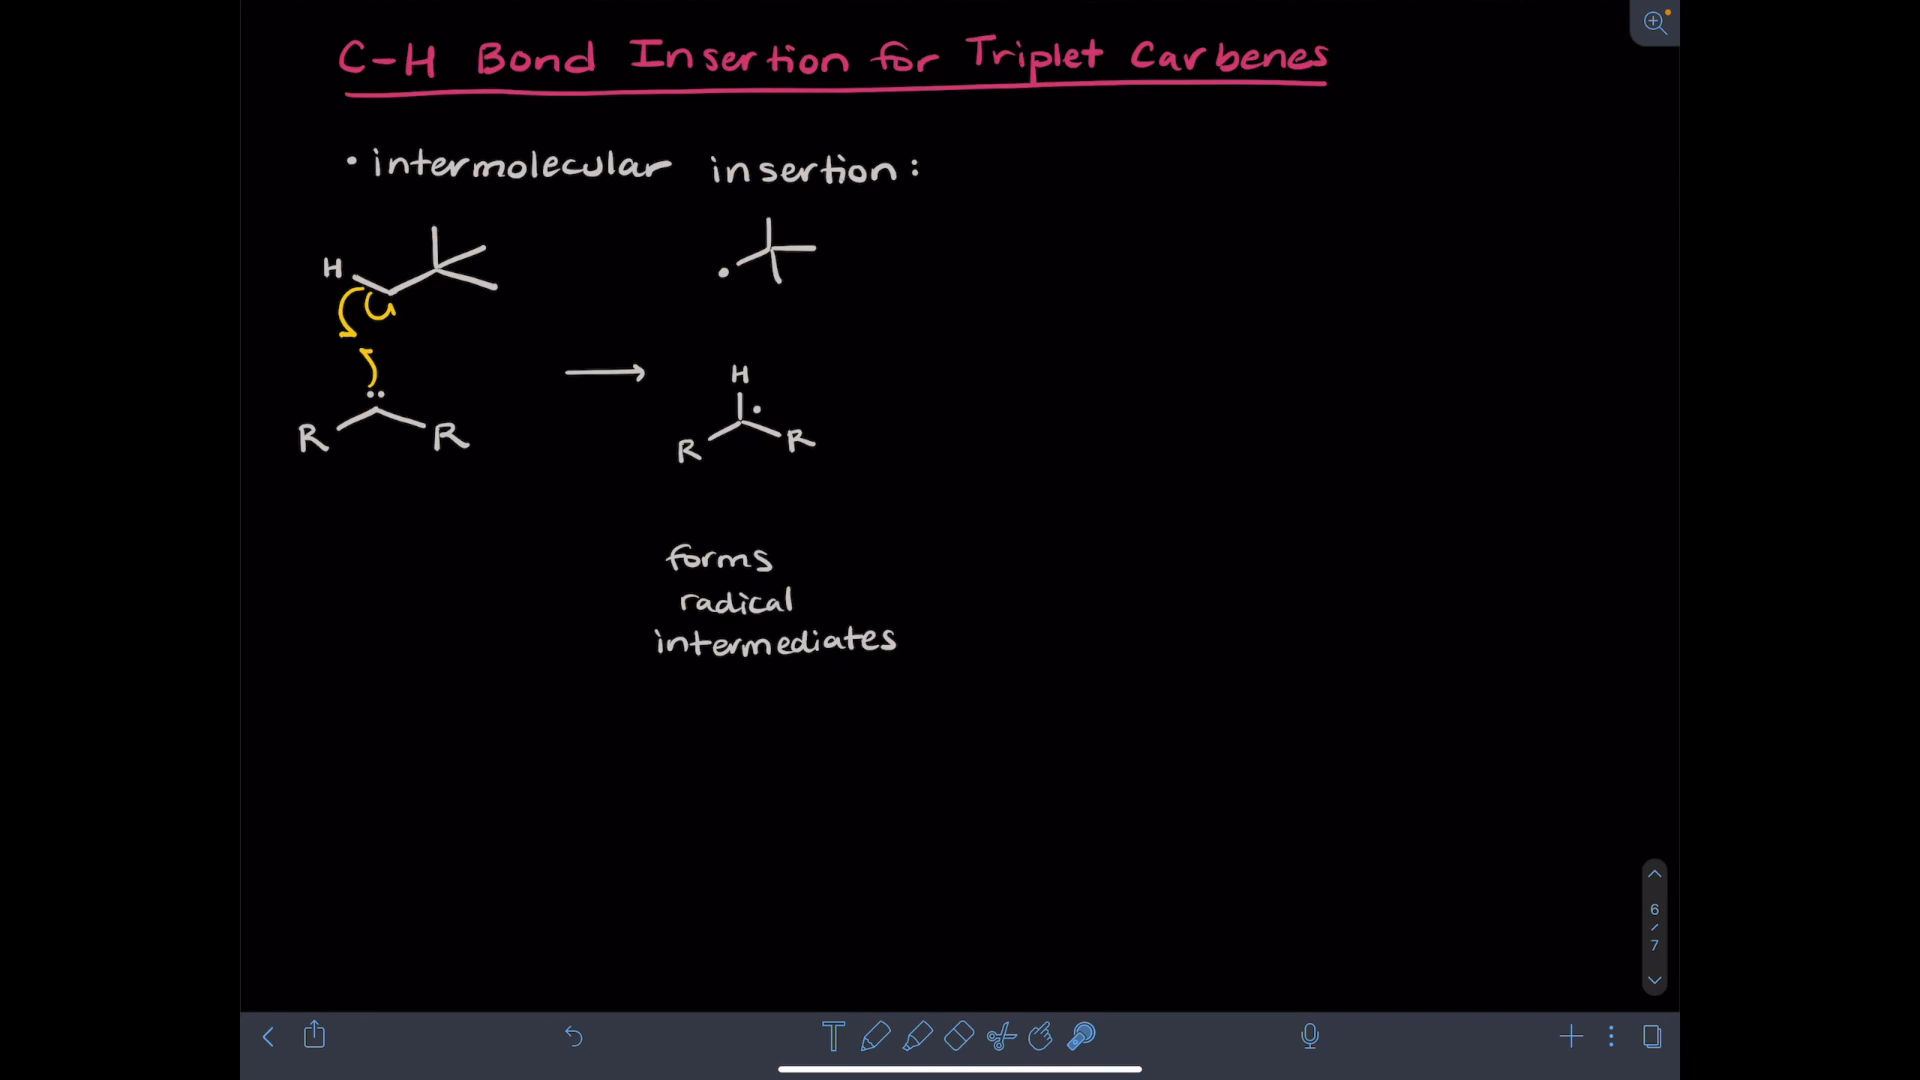 C-H Bond Insertion for Triplet Carbenes
• intermolecular insertion:
H
H
R R
R R
forms
radical
intermediates
6
/
7
T